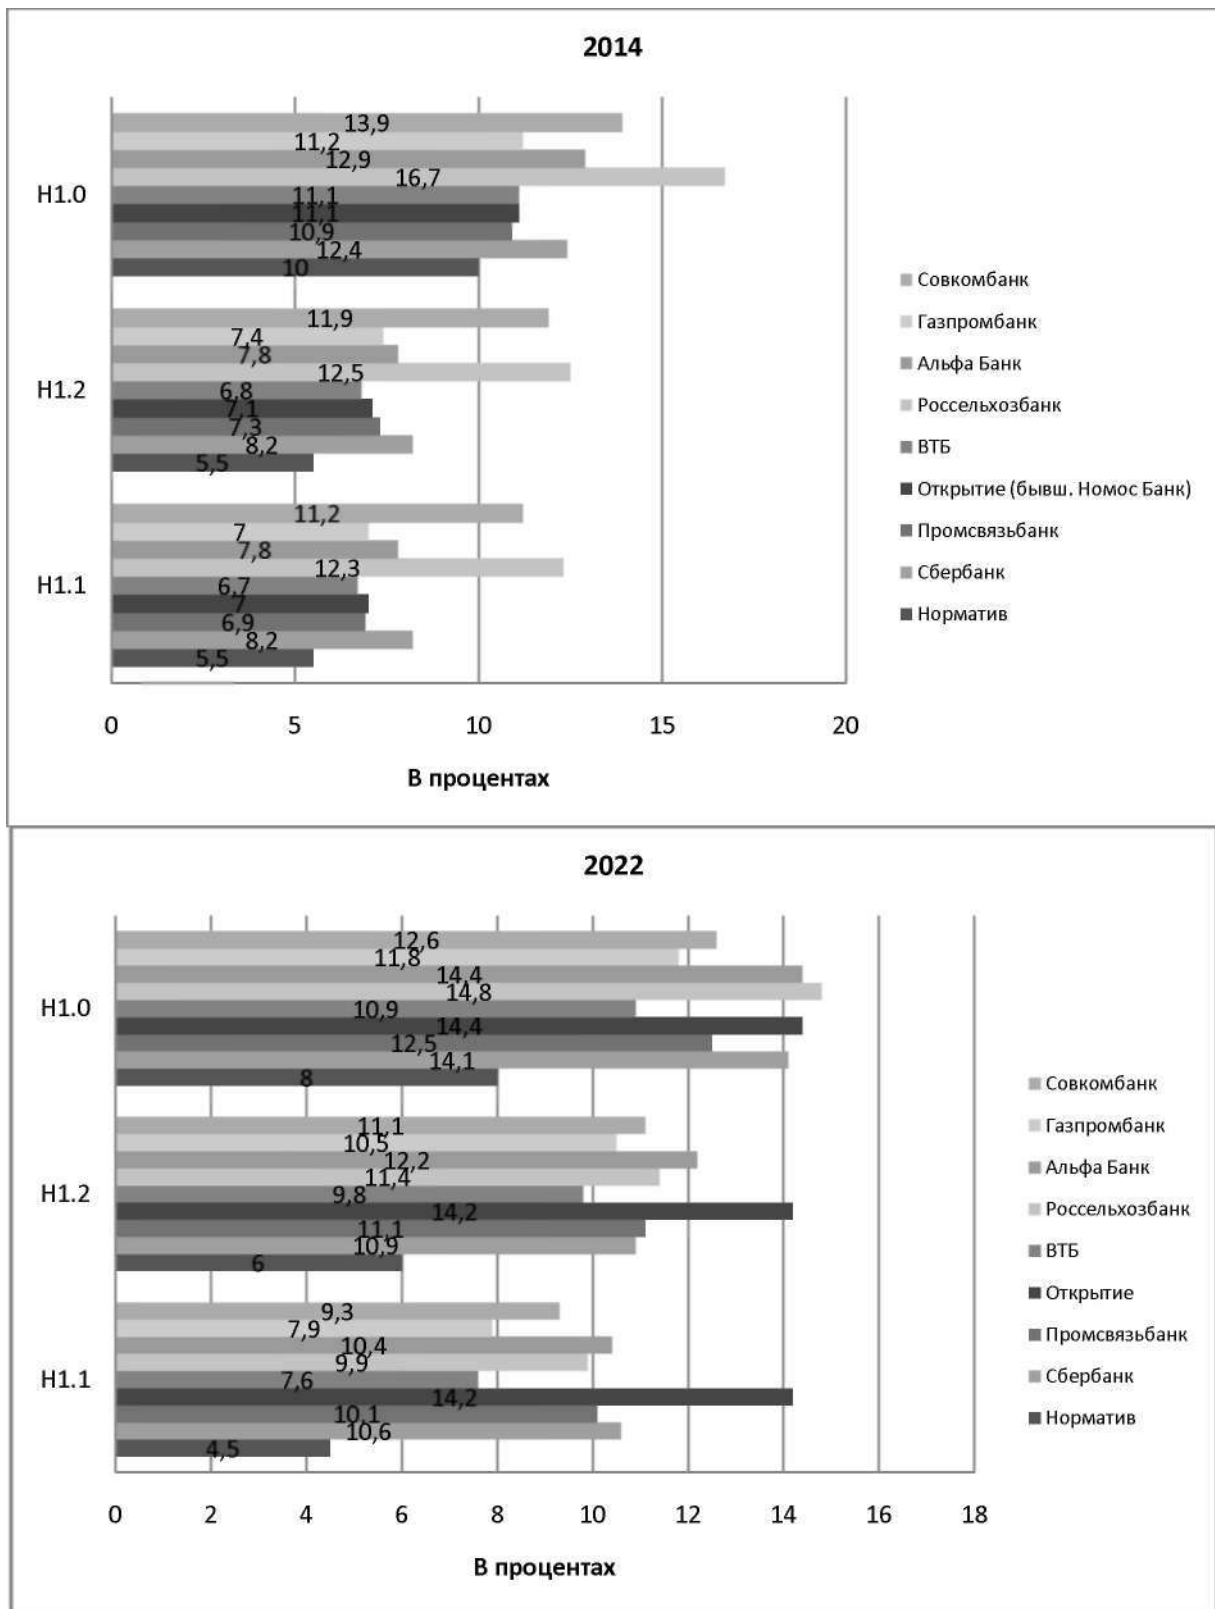 2014
H1.0
13,9
11,2
12,9
16,7
11,1
11,1
10,9
12,4
10
H1.2
11,9
7,4
7,8
12,5
6,8
7,1
7,3
8,2
5,5
H1.1
11,2
7
7,8
12,3
6,7
7
6,9
8,2
5,5
0 5 10 15 20
В процентах
Совкомбанк
Газпромбанк
Альфа Банк
Россельхозбанк
ВТБ
Открытие (бывш. Номос Банк)
Промсвязьбанк
Сбербанк
Норматив
2022
H1.0
12,6
11,8
14,4
14,8
10,9
14,4
12,5
14,1
8
H1.2
11,1
10,5
12,2
11,4
9,8
14,2
11,1
10,9
6
H1.1
9,3
7,9
10,4
9,9
7,6
14,2
10,1
10,6
4,5
0 2 4 6 8 10 12 14 16 18
В процентах
Совкомбанк
Газпромбанк
Альфа Банк
Россельхозбанк
ВТБ
Открытие
Промсвязьбанк
Сбербанк
Норматив